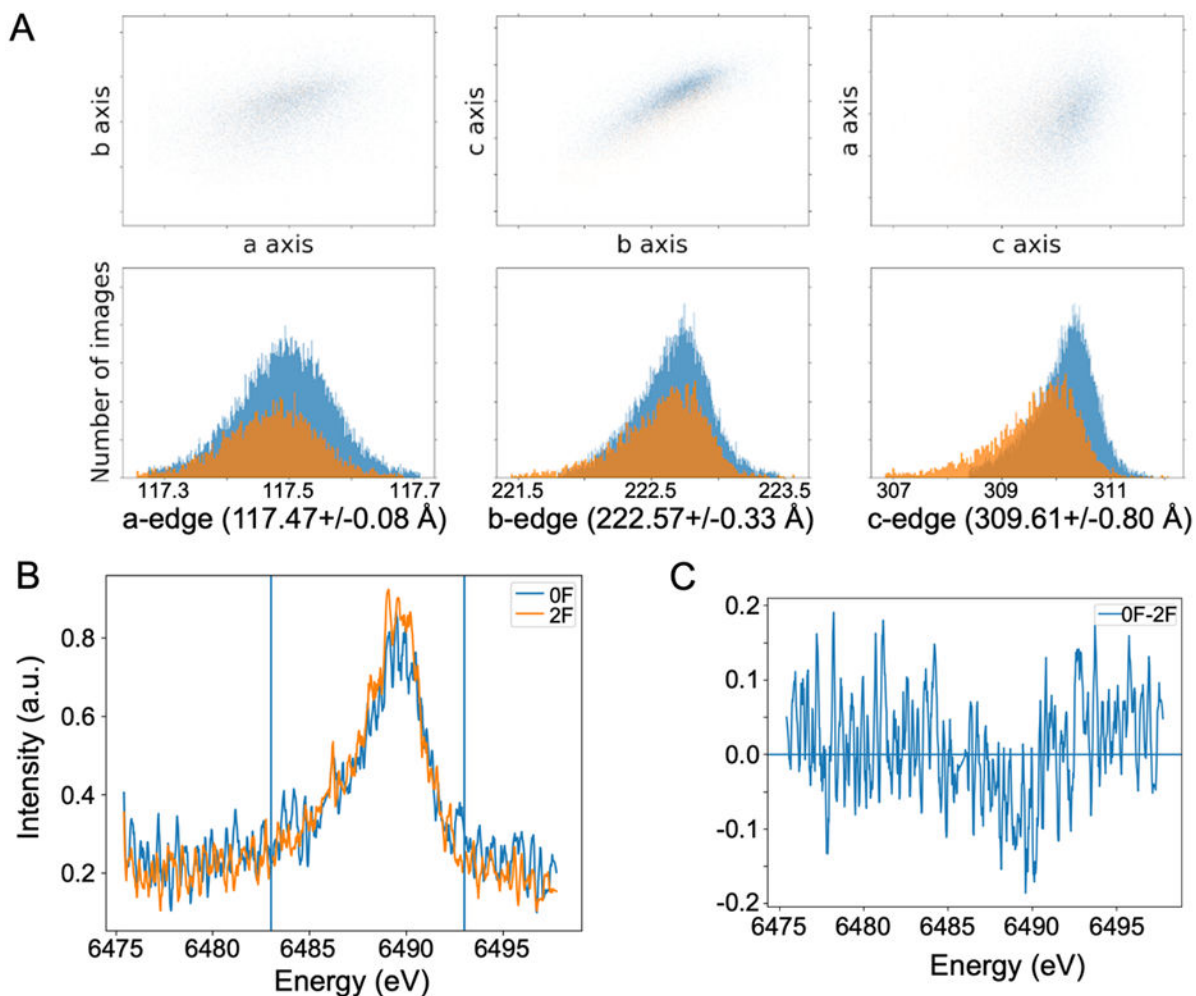 A
b axis
a axis
c axis
b axis
a axis
c axis
Number of images
117.3 117.5 117.7
a-edge (117.47+/-0.08 Å)
221.5 222.5 223.5
b-edge (222.57+/-0.33 Å)
307 309 311
c-edge (309.61+/-0.80 Å)
B
Intensity (a.u.)
0.8
0.6
0.4
0.2
0F
2F
6475 6480 6485 6490 6495
Energy (eV)
C
0.2
0.1
0.0
-0.1
-0.2
0F-2F
6475 6480 6485 6490 6495
Energy (eV)